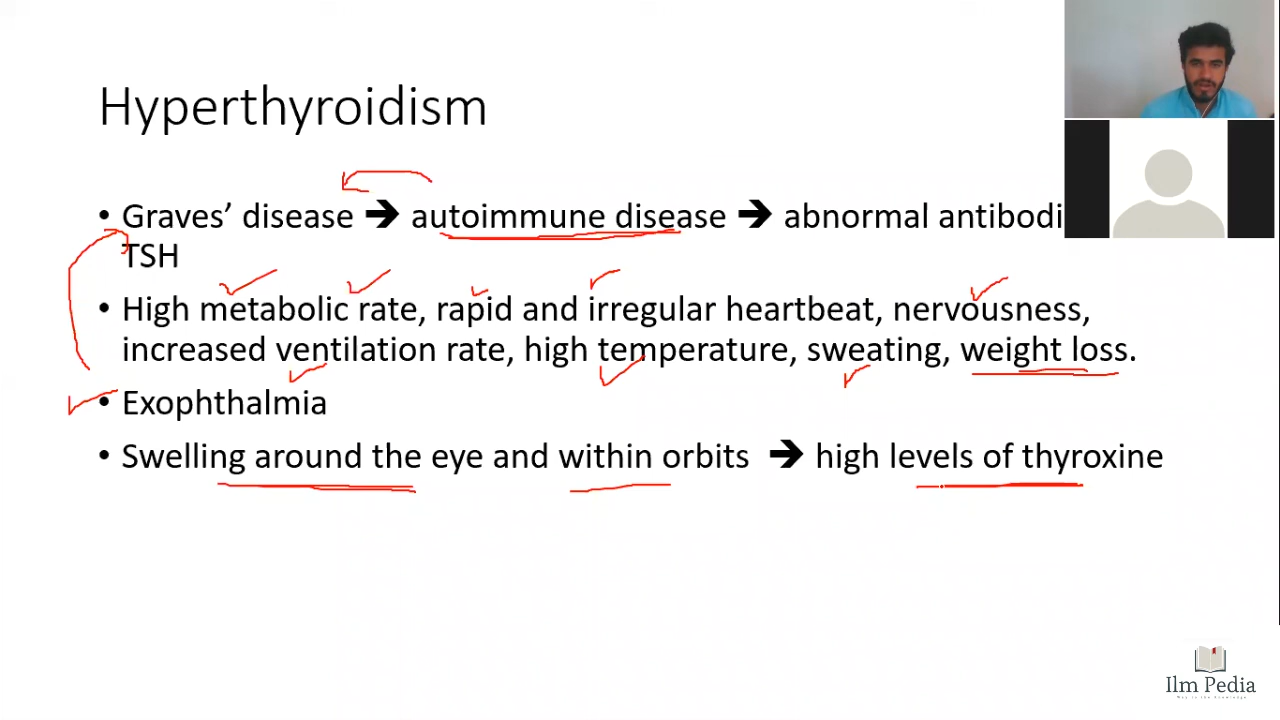 Hyperthyroidism
• Graves’ disease → autoimmune disease → abnormal
TSH
• High metabolic rate, rapid and irregular heartbeat, nervousness,
increased ventilation rate, high temperature, sweating, weight loss.
• Exophthalmia
• Swelling around the eye and within orbits → high levels of thyroxine
Ilm Pedia